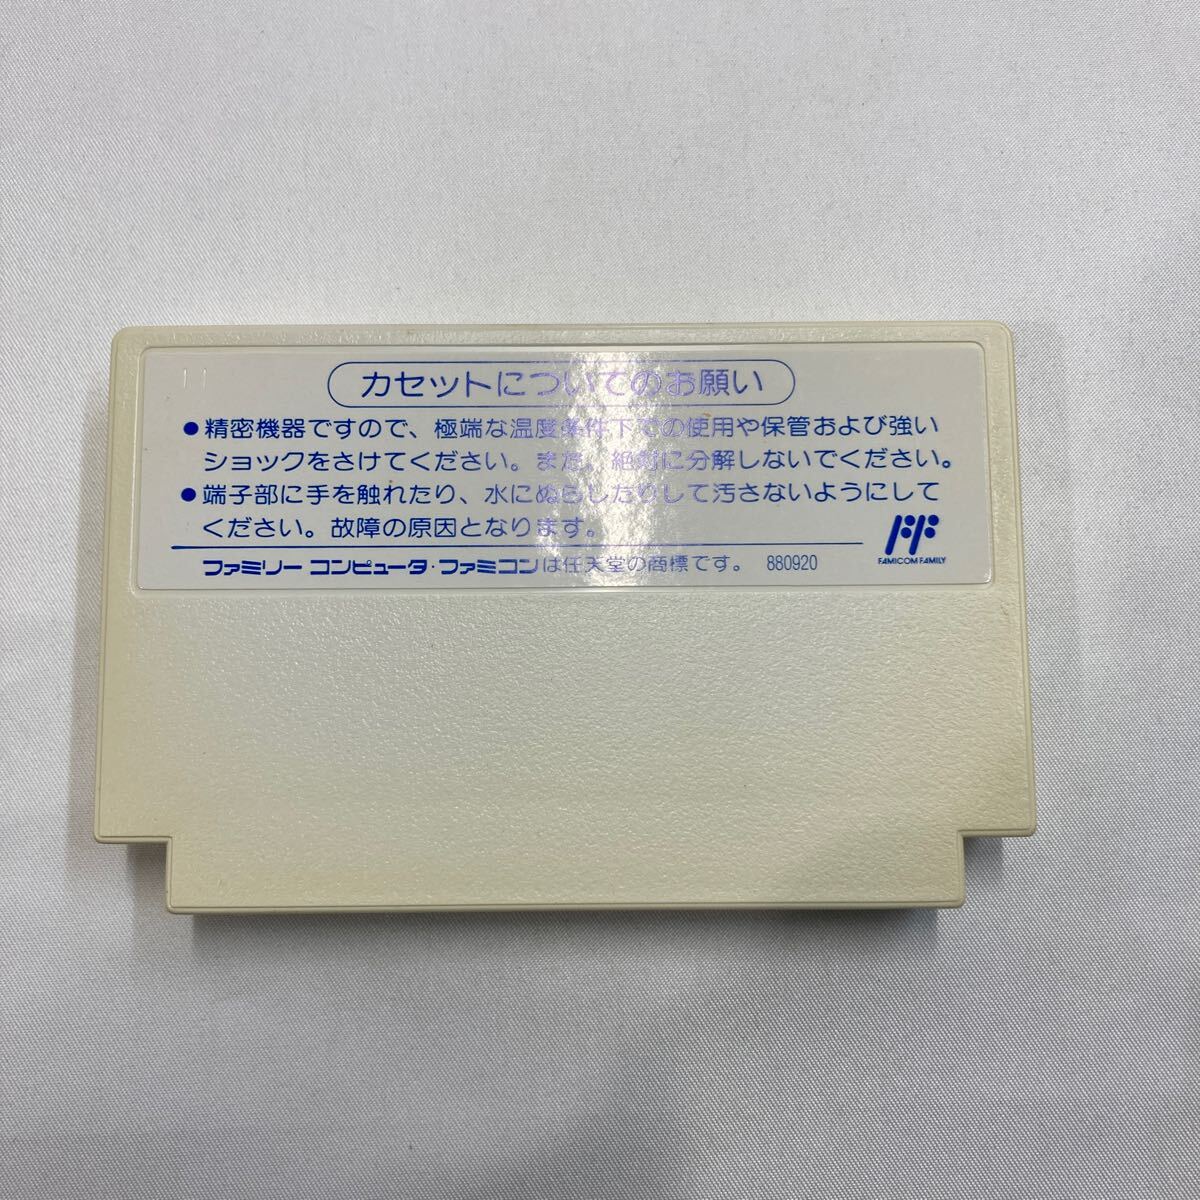 カセットについてのお願い
●精密機器ですので、極端な温度条件下での使用や保管および強い
ショックをさけてください。また、絶対に分解しないでください。
●端子部に手を触れたり、水にぬらしたりして汚さないようにして
ください。故障の原因となります。
FAMICOM FAMILY
ファミリー コンピュータ・ファミコンは任天堂の商標です。 880920